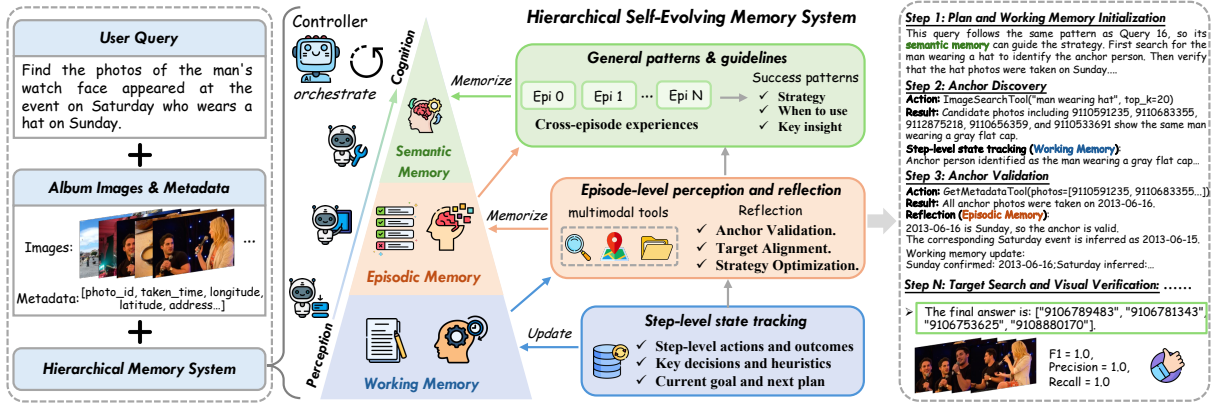 User Query
Find the photos of the man's
watch face appeared at the
event on Saturday who wears a
hat on Sunday.
Album Images & Metadata
Images:
...
Metadata:
[photo_id, taken_time, longitude,
latitude, address...]
Hierarchical Memory System
Controller
AI
orchestrate
Cognition
Perception
Semantic
Memory
Episodic Memory
Working Memory
Hierarchical Self-Evolving Memory System
Memorize
General patterns & guidelines
Epi 0
Epi 1
...
Epi N
Cross-episode experiences
Success patterns
✓ Strategy
✓ When to use
✓ Key insight
Memorize
Episode-level perception and reflection
multimodal tools
Reflection
✓ Anchor Validation.
✓ Target Alignment.
✓ Strategy Optimization.
Update
Step-level state tracking
✓ Step-level actions and outcomes
✓ Key decisions and heuristics
✓ Current goal and next plan
Step 1: Plan and Working Memory Initialization
This query follows the same pattern as Query 16, so its
semantic memory can guide the strategy. First search for the
man wearing a hat to identify the anchor person. Then verify
that the hat photos were taken on Sunday....
Step 2: Anchor Discovery
Action: ImageSearchTool("man wearing hat", top_k=20)
Result: Candidate photos including 9110591235, 9110683355,
9112875218, 9110656359, and 9110533691 show the same man
wearing a gray flat cap.
Step-level state tracking (Working Memory):
Anchor person identified as the man wearing a gray flat cap...
Step 3: Anchor Validation
Action: GetMetadataTool(photos=[9110591235, 9110683355...])
Result: All anchor photos were taken on 2013-06-16.
Reflection (Episodic Memory):
2013-06-16 is Sunday, so the anchor is valid.
The corresponding Saturday event is inferred as 2013-06-15.
Working memory update:
Sunday confirmed: 2013-06-16;Saturday inferred:...
Step N: Target Search and Visual Verification: ......
➢ The final answer is: ["9106789483", "9106781343"
"9106753625", "9108880170"].
F1 = 1.0,
Precision = 1.0,
Recall = 1.0